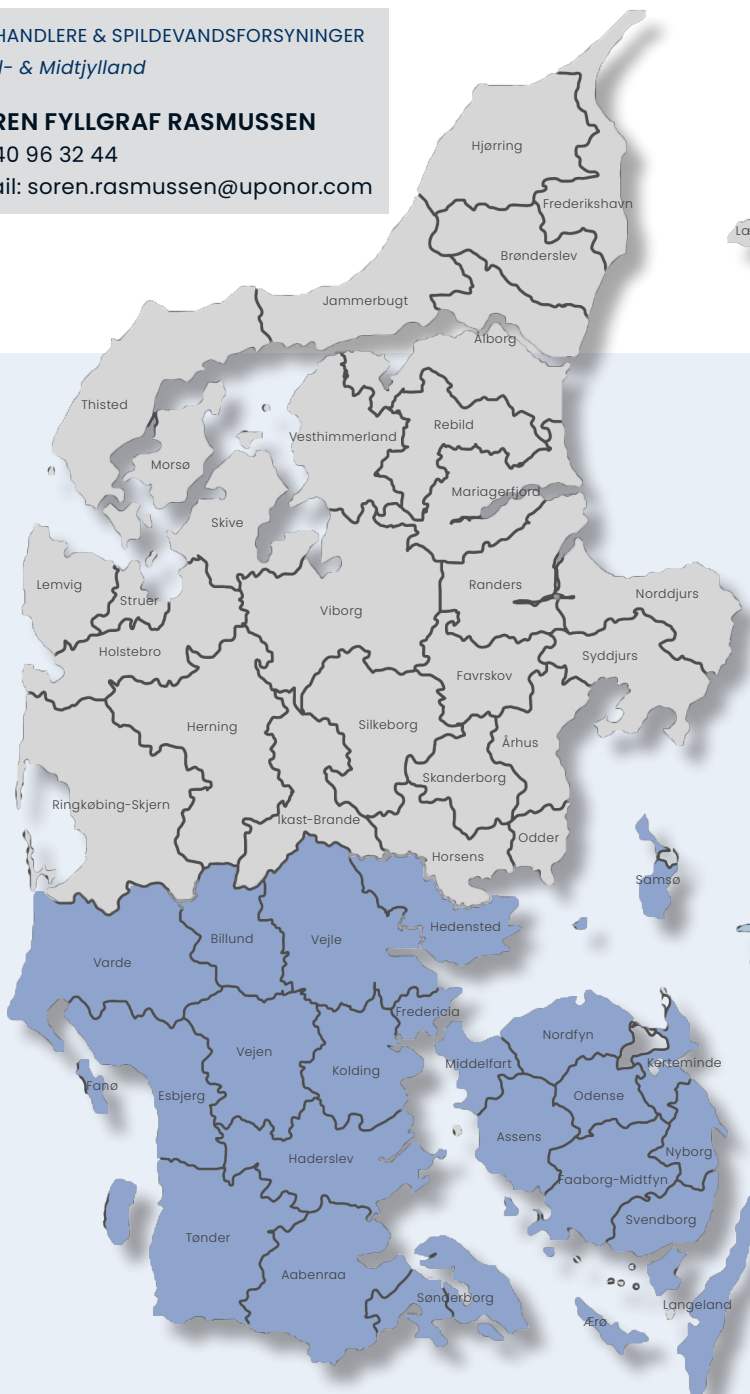 HANDLERE & SPILDEVANDSFORSYNINGER
l- & Midtjylland
REN FYLLGRAF RASMUSSEN
40 96 32 44
ail: soren.rasmussen@uponor.com
Hjørring
Frederikshavn
Læ
Brønderslev
Jammerbugt
Ålborg
Thisted
Rebild
Vesthimmerland
Morsø
Mariagerfjord
Skive
Lemvig
Randers
Norddjurs
Struer
Viborg
Holstebro
Syddjurs
Favrskov
Herning
Silkeborg
Århus
Skanderborg
Ringkøbing-Skjern
Ikast-Brande
Odder
Horsens
Samsø
Hedensted
Billund
Vejle
Varde
Fredericia
Nordfyn
Vejen
Middelfart
Kerteminde
Kolding
Fanø
Esbjerg
Odense
Assens
Nyborg
Haderslev
Faaborg-Midtfyn
Svendborg
Tønder
Aabenraa
Sønderborg
Langeland
Ærø